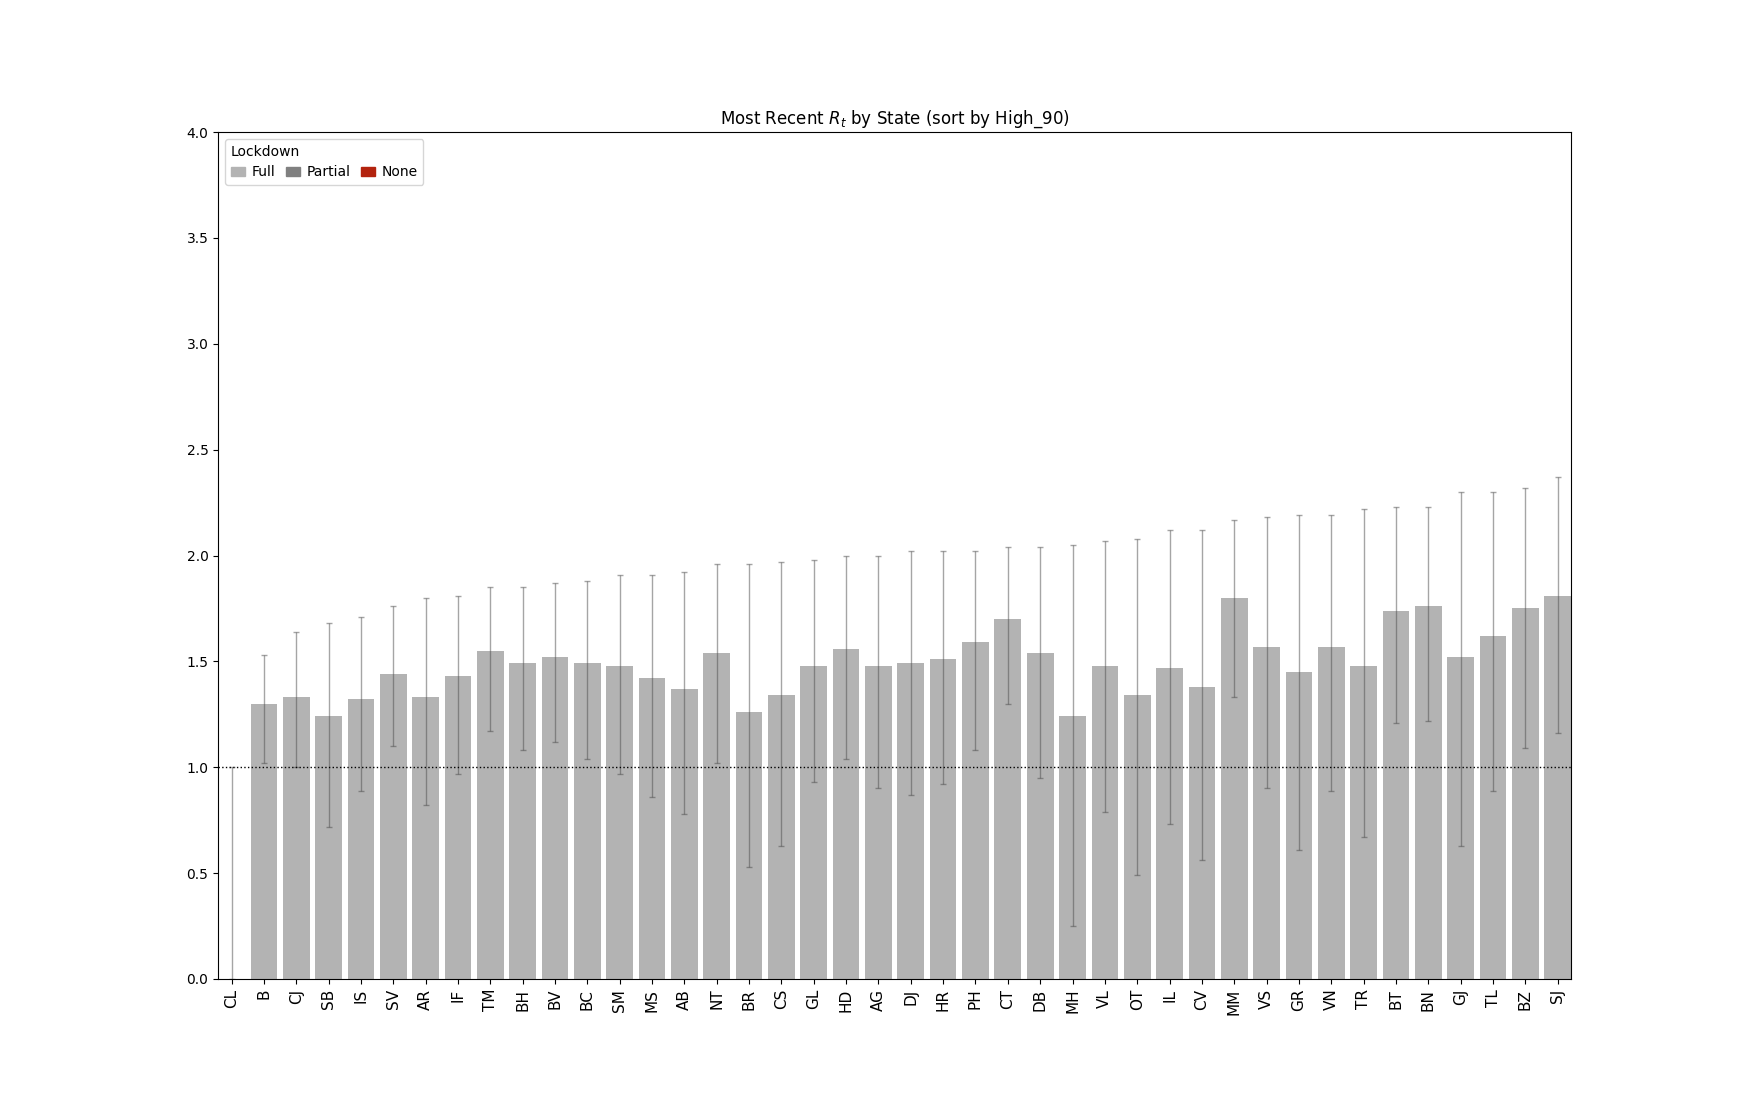 Most Recent R_t by State (sort by High_90)
Lockdown
Full Partial None
4.0
3.5
3.0
2.5
2.0
1.5
1.0
0.5
0.0
CL B CJ SB IS SV AR IF TM BH BV BC SM MS AB NT BR CS GL HD AG DJ HR PH CT DB MH VL OT IL CV MM VS GR VN TR BT BN GJ TL BZ SJ